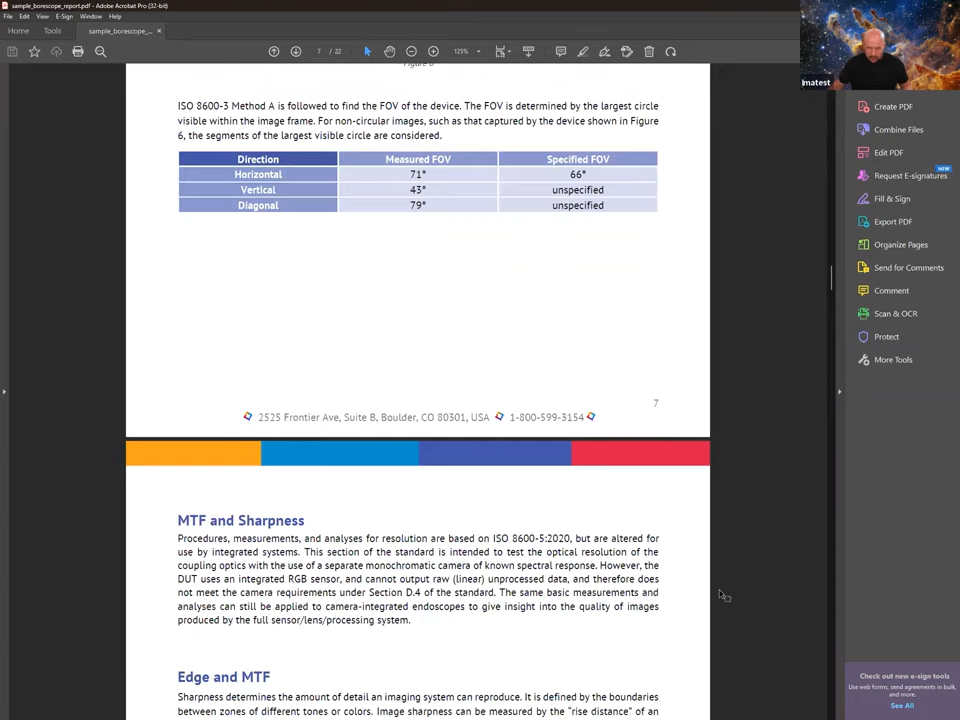 sample_borescope_report.pdf - Adobe Acrobat Pro (32-bit)
File Edit View E-Sign Window Help
Home Tools sample_borescope_... ×
7 / 22 125%
Imatest
Figure 6
ISO 8600-3 Method A is followed to find the FOV of the device. The FOV is determined by the largest circle
visible within the image frame. For non-circular images, such as that captured by the device shown in Figure
6, the segments of the largest visible circle are considered.
Direction Measured FOV Specified FOV
Horizontal 71° 66°
Vertical 43° unspecified
Diagonal 79° unspecified
7
2525 Frontier Ave, Suite B, Boulder, CO 80301, USA 1-800-599-3154
MTF and Sharpness
Procedures, measurements, and analyses for resolution are based on ISO 8600-5:2020, but are altered for
use by integrated systems. This section of the standard is intended to test the optical resolution of the
coupling optics with the use of a separate monochromatic camera of known spectral response. However, the
DUT uses an integrated RGB sensor, and cannot output raw (linear) unprocessed data, and therefore does
not meet the camera requirements under Section D.4 of the standard. The same basic measurements and
analyses can still be applied to camera-integrated endoscopes to give insight into the quality of images
produced by the full sensor/lens/processing system.
Edge and MTF
Sharpness determines the amount of detail an imaging system can reproduce. It is defined by the boundaries
between zones of different tones or colors. Image sharpness can be measured by the “rise distance” of an
Create PDF
Combine Files
Edit PDF
NEW
Request E-signatures
Fill & Sign
Export PDF
Organize Pages
Send for Comments
Comment
Scan & OCR
Protect
More Tools
Check out new e-sign tools
Use web forms, send agreements in bulk,
and more.
See All